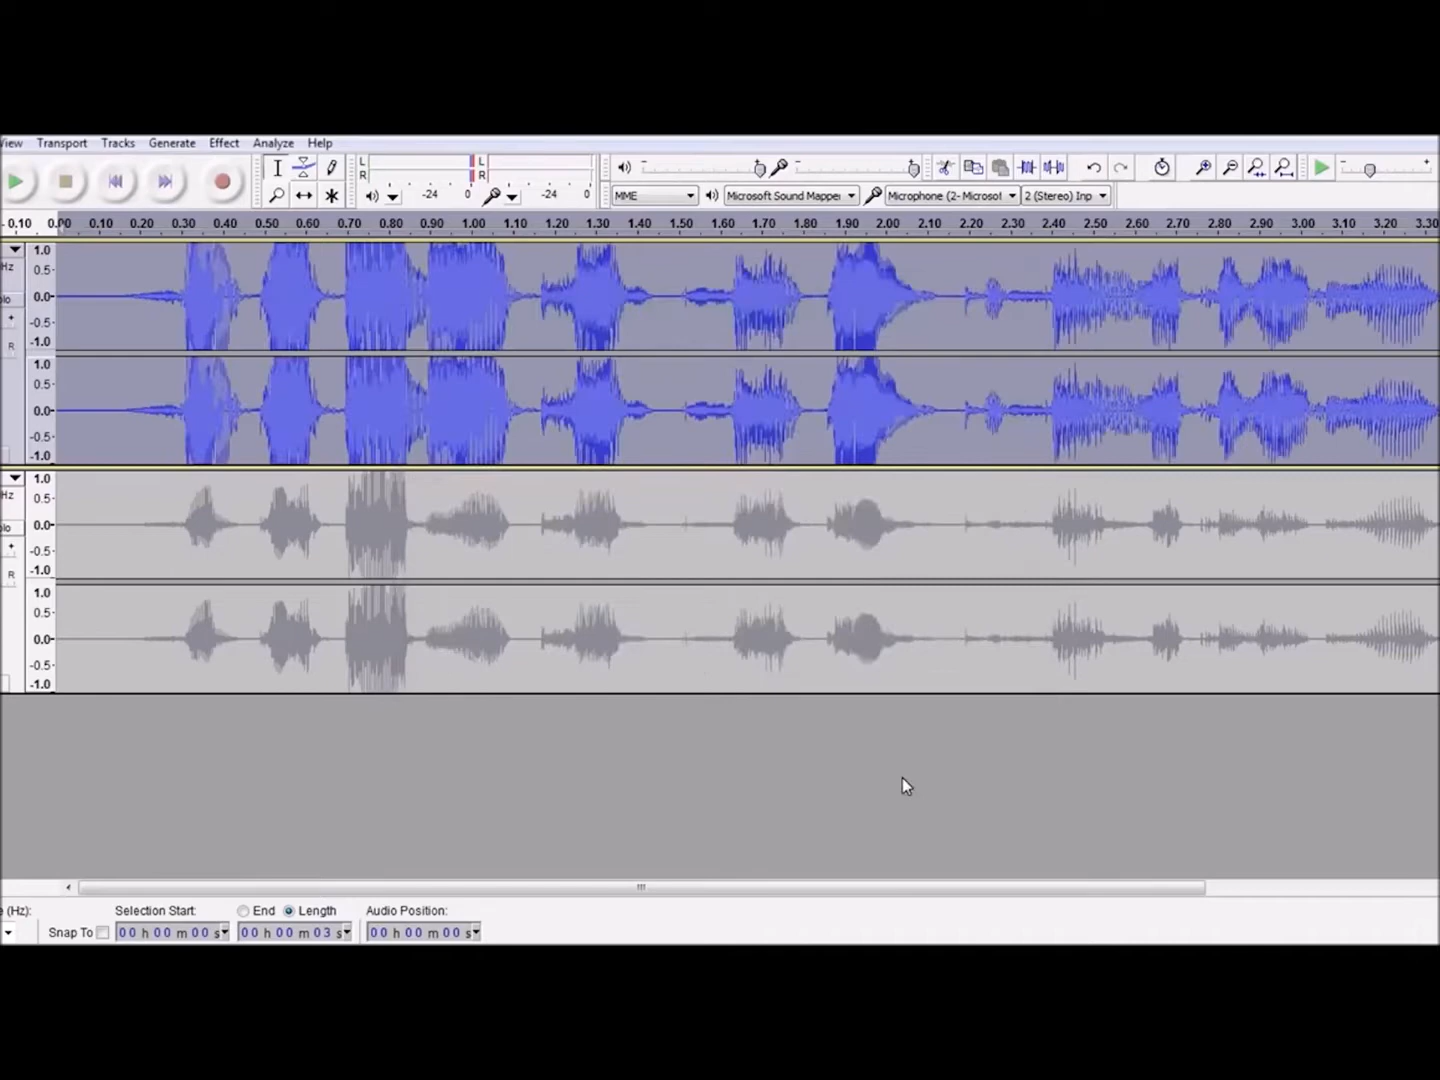 View Transport Tracks Generate Effect Analyze Help
L L
R R
-24 0 -24 0
MME Microsoft Sound Mapper Microphone (2- Microsof 2 (Stereo) Inp
- 0.10 0.00 0.10 0.20 0.30 0.40 0.50 0.60 0.70 0.80 0.90 1.00 1.10 1.20 1.30 1.40 1.50 1.60 1.70 1.80 1.90 2.00 2.10 2.20 2.30 2.40 2.50 2.60 2.70 2.80 2.90 3.00 3.10 3.20 3.30
1.0
Hz 0.5
olo 0.0
-0.5
R -1.0
1.0
0.5
0.0
-0.5
-1.0
1.0
Hz 0.5
olo 0.0
-0.5
R -1.0
1.0
0.5
0.0
-0.5
-1.0
e (Hz): Selection Start: End Length Audio Position:
Snap To 00 h 00 m 00 s 00 h 00 m 03 s 00 h 00 m 00 s